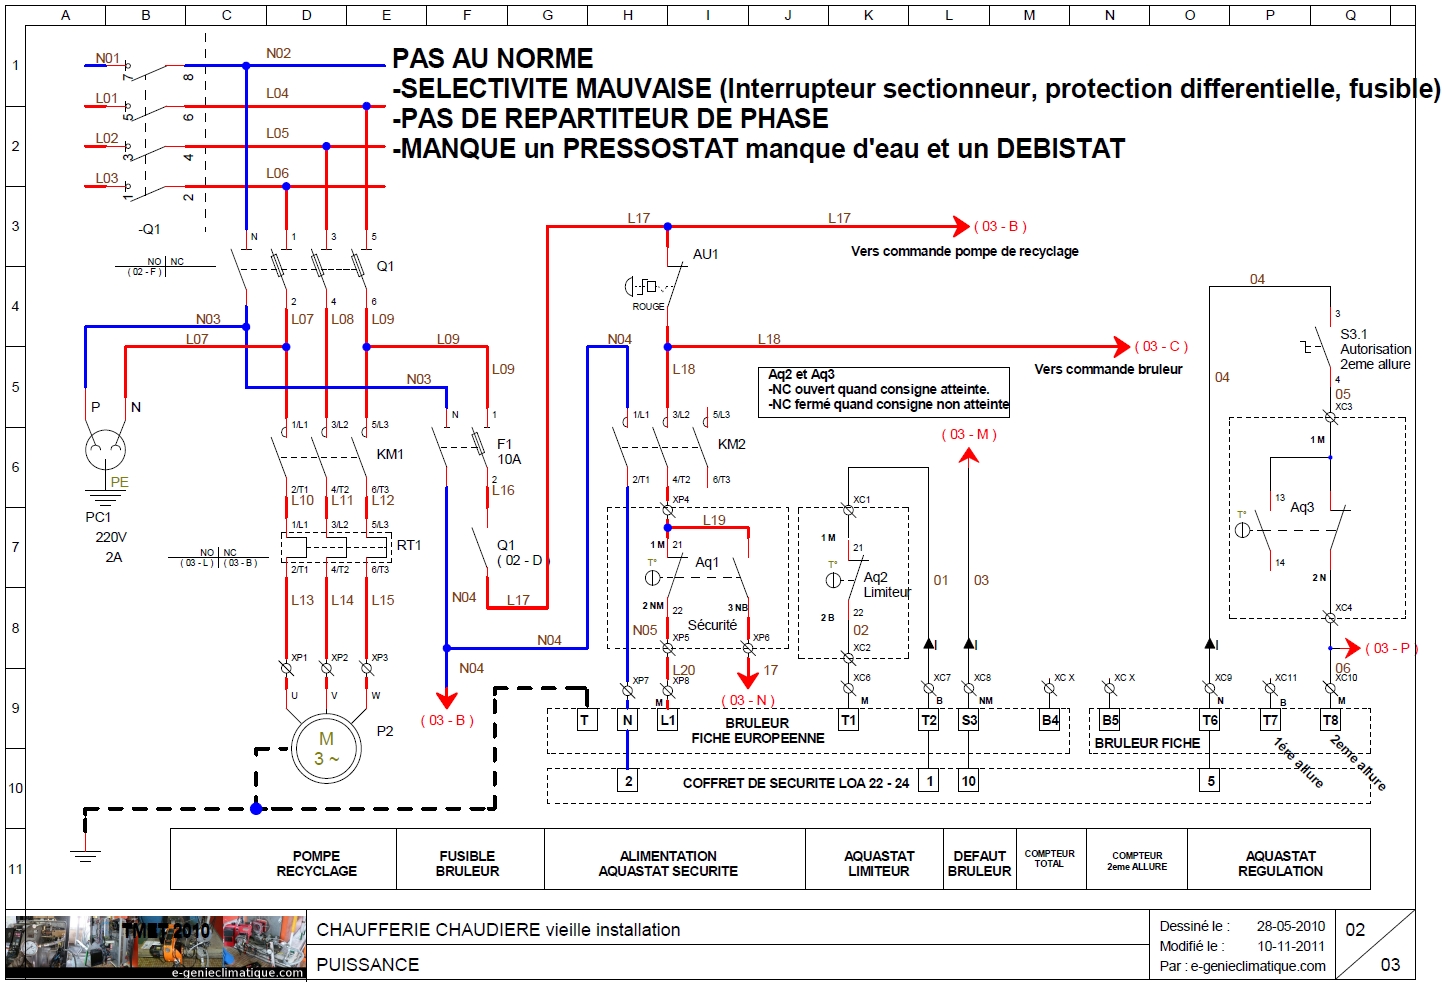 A B C D E F G H I J K L M N O P Q
1
2
3
4
5
6
7
8
9
10
11
PAS AU NORME
-SELECTIVITE MAUVAISE (Interrupteur sectionneur, protection differentielle, fusible)
-PAS DE REPARTITEUR DE PHASE
-MANQUE un PRESSOSTAT manque d'eau et un DEBISTAT
N01 7 8 N02
L01 5 6 L04
L02 3 4 L05
L03 1 2 L06
-Q1
NO NC
( 02 - F )
N 1 3 5
Q1
2 4 6
N03 L07 L08 L09
L07 L09
N03 L09
P N
PE
PC1
220V
2A
1/L1 3/L2 5/L3
KM1
2/T1 4/T2 6/T3
L10 L11 L12
1/L1 3/L2 5/L3
RT1
NO NC
( 03 - L ) ( 03 - B )
2/T1 4/T2 6/T3
L13 L14 L15
XP1 XP2 XP3
U V W
P2
M
3 ~
N 1
F1
10A
2
L16
Q1
( 02 - D )
L17
N04
N04
N04
( 03 - B )
L17 L17
( 03 - B )
Vers commande pompe de recyclage
AU1
ROUGE
N04
L18
( 03 - C )
Vers commande bruleur
L18
Aq2 et Aq3
-NC ouvert quand consigne atteinte.
-NC fermé quand consigne non atteinte
1/L1 3/L2 5/L3
KM2
2/T1 4/T2 6/T3
XP4
L19
1 M 21
T°
Aq1
2 NM 22 3 NB
N05 Sécurité
XP5 XP6
L20 17
( 03 - N )
XP7 XP8
M
XC1
1 M 21
T°
Aq2
Limiteur
2 B 22
02
XC2
XC6
M
01
I
XC7
B
( 03 - M )
03
I
XC8
NM
XC X
XC X
04
04
I
XC9
N
XC11
B
3
S3.1
Autorisation
2eme allure
4
05
XC3
1 M
13
Aq3
T°
14
2 N
XC4
( 03 - P )
06
XC10
M
T N L1 T1 T2 S3 B4 B5 T6 T7 T8
BRULEUR
FICHE EUROPEENNE
BRULEUR FICHE
1ére allure
2eme allure
2 COFFRET DE SECURITE LOA 22 - 24 1 10 5
POMPE
RECYCLAGE
FUSIBLE
BRULEUR
ALIMENTATION
AQUASTAT SECURITE
AQUASTAT
LIMITEUR
DEFAUT
BRULEUR
COMPTEUR
TOTAL
COMPTEUR
2eme ALLURE
AQUASTAT
REGULATION
TMET 2010
e-genieclimatique.com
CHAUFFERIE CHAUDIERE vieille installation
PUISSANCE
Dessiné le : 28-05-2010
Modifié le : 10-11-2011
Par : e-genieclimatique.com
02
03